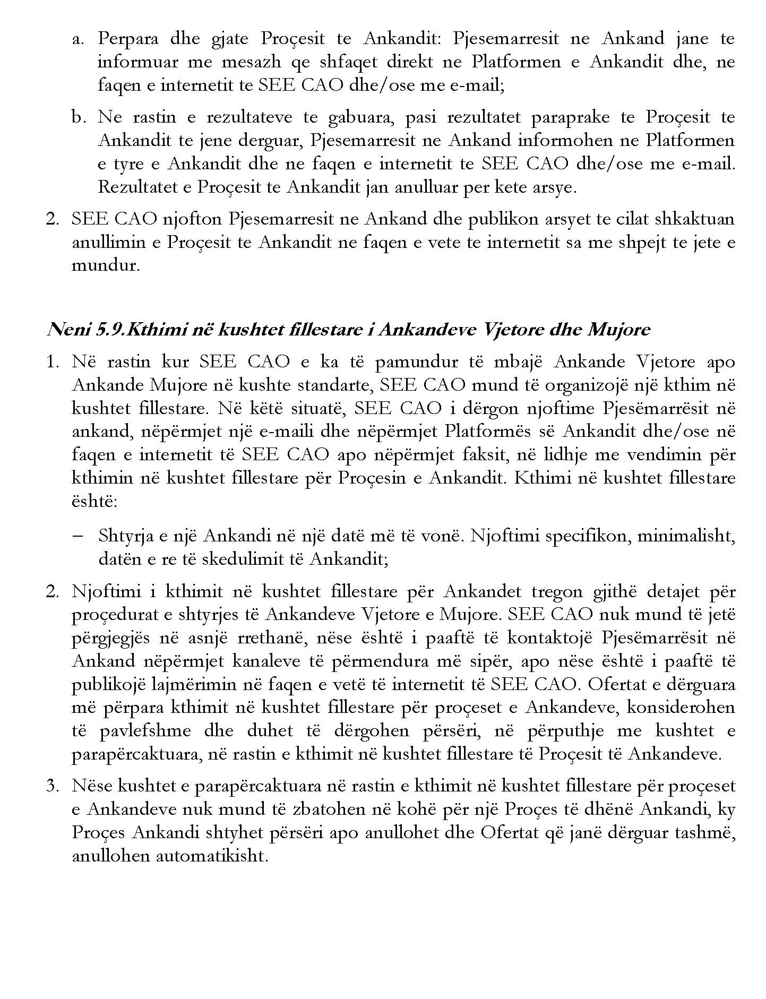 a. Perpara dhe gjate Proçesit te Ankandit: Pjesemarresit ne Ankand jane te
informuar me mesazh qe shfaqet direkt ne Platformen e Ankandit dhe, ne
faqen e internetit te SEE CAO dhe/ose me e-mail;
b. Ne rastin e rezultateve te gabuara, pasi rezultatet paraprake te Proçesit te
Ankandit te jene derguar, Pjesemarresit ne Ankand informohen ne Platformen
e tyre e Ankandit dhe ne faqen e internetit te SEE CAO dhe/ose me e-mail.
Rezultatet e Proçesit te Ankandit jan anulluar per kete arsye.
2. SEE CAO njofton Pjesemarresit ne Ankand dhe publikon arsyet te cilat shkaktuan
anullimin e Proçesit te Ankandit ne faqen e vete te internetit sa me shpejt te jete e
mundur.
Neni 5.9.Kthimi në kushtet fillestare i Ankandeve Vjetore dhe Mujore
1. Në rastin kur SEE CAO e ka të pamundur të mbajë Ankande Vjetore apo
Ankande Mujore në kushte standarte, SEE CAO mund të organizojë një kthim në
kushtet fillestare. Në këtë situatë, SEE CAO i dërgon njoftime Pjesëmarrësit në
ankand, nëpërmjet një e-maili dhe nëpërmjet Platformës së Ankandit dhe/ose në
faqen e internetit të SEE CAO apo nëpërmjet faksit, në lidhje me vendimin për
kthimin në kushtet fillestare për Proçesin e Ankandit. Kthimi në kushtet fillestare
është:
– Shtyrja e një Ankandi në një datë më të vonë. Njoftimi specifikon, minimalisht,
datën e re të skedulimit të Ankandit;
2. Njoftimi i kthimit në kushtet fillestare për Ankandet tregon gjithë detajet për
proçedurat e shtyrjes të Ankandeve Vjetore e Mujore. SEE CAO nuk mund të jetë
përgjegjës në asnjë rrethanë, nëse është i paaftë të kontaktojë Pjesëmarrësit në
Ankand nëpërmjet kanaleve të përmendura më sipër, apo nëse është i paaftë të
publikojë lajmërimin në faqen e vetë të internetit të SEE CAO. Ofertat e dërguara
më përpara kthimit në kushtet fillestare për proçeset e Ankandeve, konsiderohen
të pavlefshme dhe duhet të dërgohen përsëri, në përputhje me kushtet e
parapërcaktuara, në rastin e kthimit në kushtet fillestare të Proçesit të Ankandeve.
3. Nëse kushtet e parapërcaktuara në rastin e kthimit në kushtet fillestare për proçeset
e Ankandeve nuk mund të zbatohen në kohë për një Proçes të dhënë Ankandi, ky
Proçes Ankandi shtyhet përsëri apo anullohet dhe Ofertat që janë dërguar tashmë,
anullohen automatikisht.